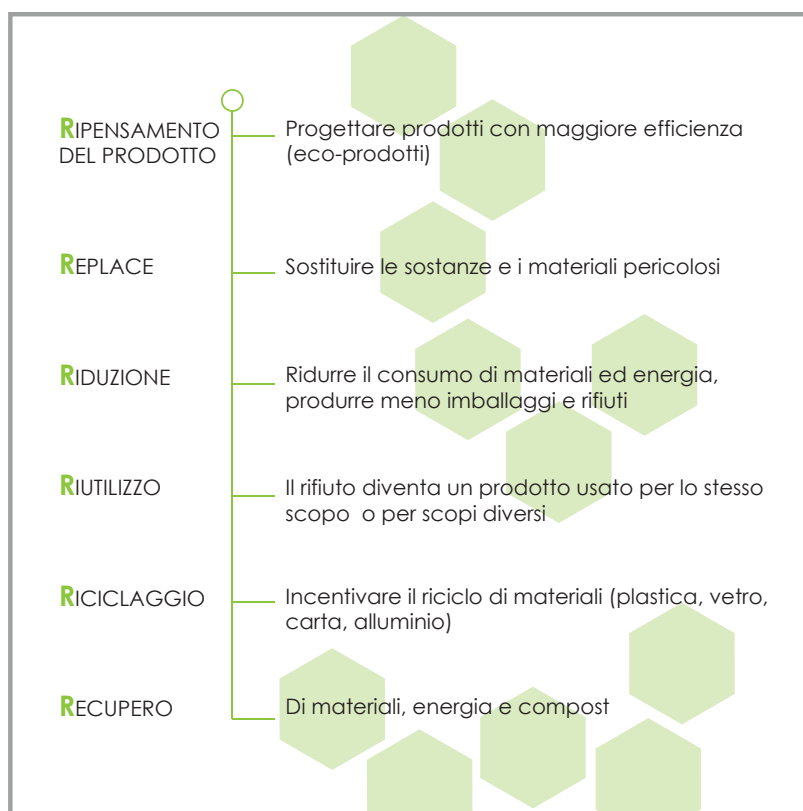 RIPENSAMENTO
DEL PRODOTTO
Progettare prodotti con maggiore efficienza
(eco-prodotti)
REPLACE
Sostituire le sostanze e i materiali pericolosi
RIDUZIONE
Ridurre il consumo di materiali ed energia,
produrre meno imballaggi e rifiuti
RIUTILIZZO
Il rifiuto diventa un prodotto usato per lo stesso
scopo o per scopi diversi
RICICLAGGIO
Incentivare il riciclo di materiali (plastica, vetro,
carta, alluminio)
RECUPERO
Di materiali, energia e compost